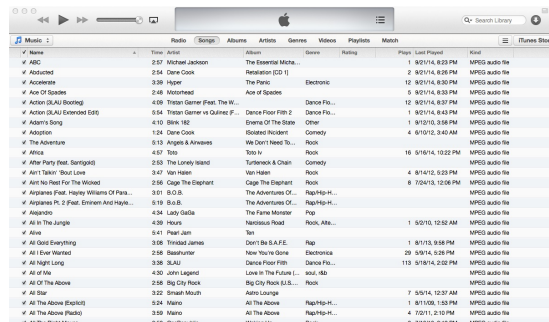 Search Library
Music
Radio Songs Albums Artists Genres Videos Playlists Match
iTunes Stor
Name Time Artist Album Genre Rating Plays Last Played Kind
ABC 2:57 Michael Jackson The Essential Micha... 1 9/21/14, 8:23 PM MPEG audio file
Abducted 2:54 Dane Cook Retaliation [CD 1] 2 9/21/14, 8:26 PM MPEG audio file
Accelerate 3:39 Hyper The Panic Electronic 12 9/21/14, 8:30 PM MPEG audio file
Ace Of Spades 2:48 Motorhead Ace of Spades 5 9/21/14, 8:33 PM MPEG audio file
Action (3LAU Bootleg) 4:09 Tristan Garner (Feat. The W... Dance Flo... 12 9/21/14, 8:37 PM MPEG audio file
Action (3LAU Extended Edit) 5:54 Tristan Garner vs Quinnez (F... Dance Floor Filth 2 Dance Flo... 1 9/21/14, 8:43 PM MPEG audio file
Adam's Song 4:10 Blink 182 Enema Of The State Other 1 9/12/10, 3:58 PM MPEG audio file
Adoption 1:24 Dane Cook ISolated INcident Comedy 4 6/10/12, 3:40 AM MPEG audio file
The Adventure 5:13 Angels & Airwaves We Don't Need To... Rock MPEG audio file
Africa 4:57 Toto Toto Iv Rock 16 5/16/14, 10:22 PM MPEG audio file
After Party (feat. Santigold) 2:53 The Lonely Island Turtleneck & Chain Comedy MPEG audio file
Ain't Talkin' 'Bout Love 3:47 Van Halen Van Halen Rock 4 8/14/12, 5:23 PM MPEG audio file
Aint No Rest For The Wicked 2:56 Cage The Elephant Cage The Elephant Rock 8 7/24/13, 12:06 PM MPEG audio file
Airplanes (Feat. Hayley Williams Of Para... 3:01 B.O.B. The Adventures Of... Rap/Hip-H... MPEG audio file
Airplanes Pt. 2 (Feat. Eminem And Hayle... 5:19 B.o.B. The Adventures Of... Rap/Hip-H... MPEG audio file
Alejandro 4:34 Lady GaGa The Fame Monster Pop MPEG audio file
Ali In The Jungle 4:39 Hours Narcissus Road Rock, Alte... 1 5/2/10, 12:52 AM MPEG audio file
Alive 5:41 Pearl Jam Ten MPEG audio file
All Gold Everything 3:08 Trinidad James Don't Be S.A.F.E. Rap 1 8/1/13, 9:58 PM MPEG audio file
All I Ever Wanted 2:58 Basshunter Now You're Gone Electronica 29 5/9/14, 5:26 PM MPEG audio file
All Night Long 3:38 3LAU Dance Floor Filth Dance Flo... 113 5/18/14, 2:02 PM MPEG audio file
All of Me 4:30 John Legend Love In The Future (... soul, r&b MPEG audio file
All Of The Above 2:58 Big City Rock Big City Rock (U.S.... Rock MPEG audio file
All Star 3:22 Smash Mouth Astro Lounge 7 5/5/14, 12:37 AM MPEG audio file
All The Above (Explicit) 5:24 Maino All The Above Rap/Hip-H... 1 8/11/09, 1:53 PM MPEG audio file
All The Above (Radio) 3:59 Maino All The Above Rap/Hip-H... 4 7/2/11, 2:10 PM MPEG audio file